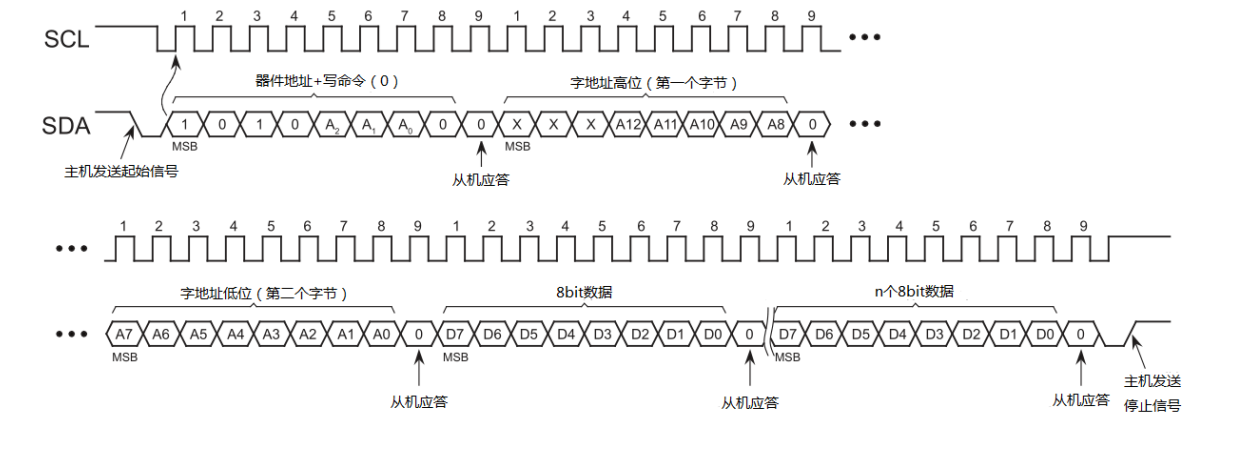 1 2 3 4 5 6 7 8 9 1 2 3 4 5 6 7 8 9
SCL
器件地址+写命令(0) 字地址高位(第一个字节)
SDA 1 0 1 0 A2 A1 A0 0 0 X X X A12 A11 A10 A9 A8 0
MSB MSB
主机发送起始信号 从机应答 从机应答
1 2 3 4 5 6 7 8 9 1 2 3 4 5 6 7 8 9 1 2 3 4 5 6 7 8 9
字地址低位(第二个字节) 8bit数据 n个8bit数据
A7 A6 A5 A4 A3 A2 A1 A0 0 D7 D6 D5 D4 D3 D2 D1 D0 0 D7 D6 D5 D4 D3 D2 D1 D0 0
MSB MSB MSB
从机应答 从机应答 从机应答 主机发送
停止信号